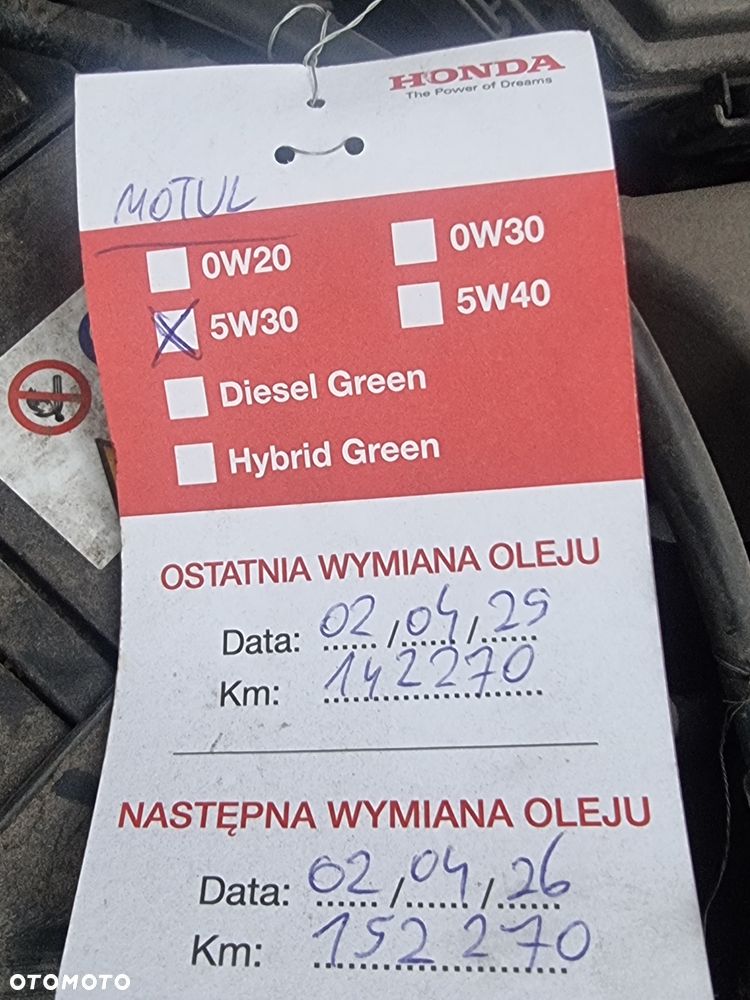 HONDA
The Power of Dreams
MOTUL
0W20 0W30
5W30 5W40
Diesel Green
Hybrid Green
OSTATNIA WYMIANA OLEJU
Data: 02/04/25
Km: 142270
NASTĘPNA WYMIANA OLEJU
Data: 02/04/26
Km: 152270
OTOMOTO